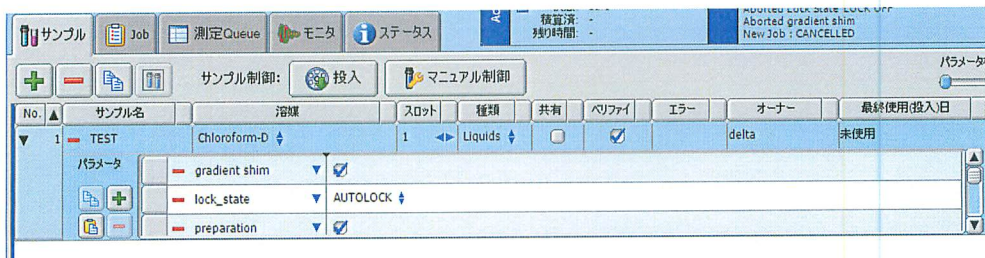 積算済: -
Aborted Lock State LOCK OFF
残り時間: -
Aborted gradient shim
New Job : CANCELLED
サンプル Job 測定Queue モニタ ステータス
サンプル制御: 投入 マニュアル制御
No. サンプル名 溶媒 スロット 種類 共有 ベリファイ エラー オーナー 最終使用(投入)日
1 TEST Chloroform-D 1 Liquids delta 未使用
パラメータ gradient shim
lock_state AUTOLOCK
preparation